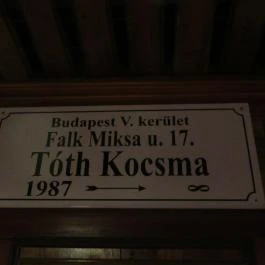 Budapest V. kerület
Falk Miksa u. 17.
Tóth Kocsma
1987 → ∞